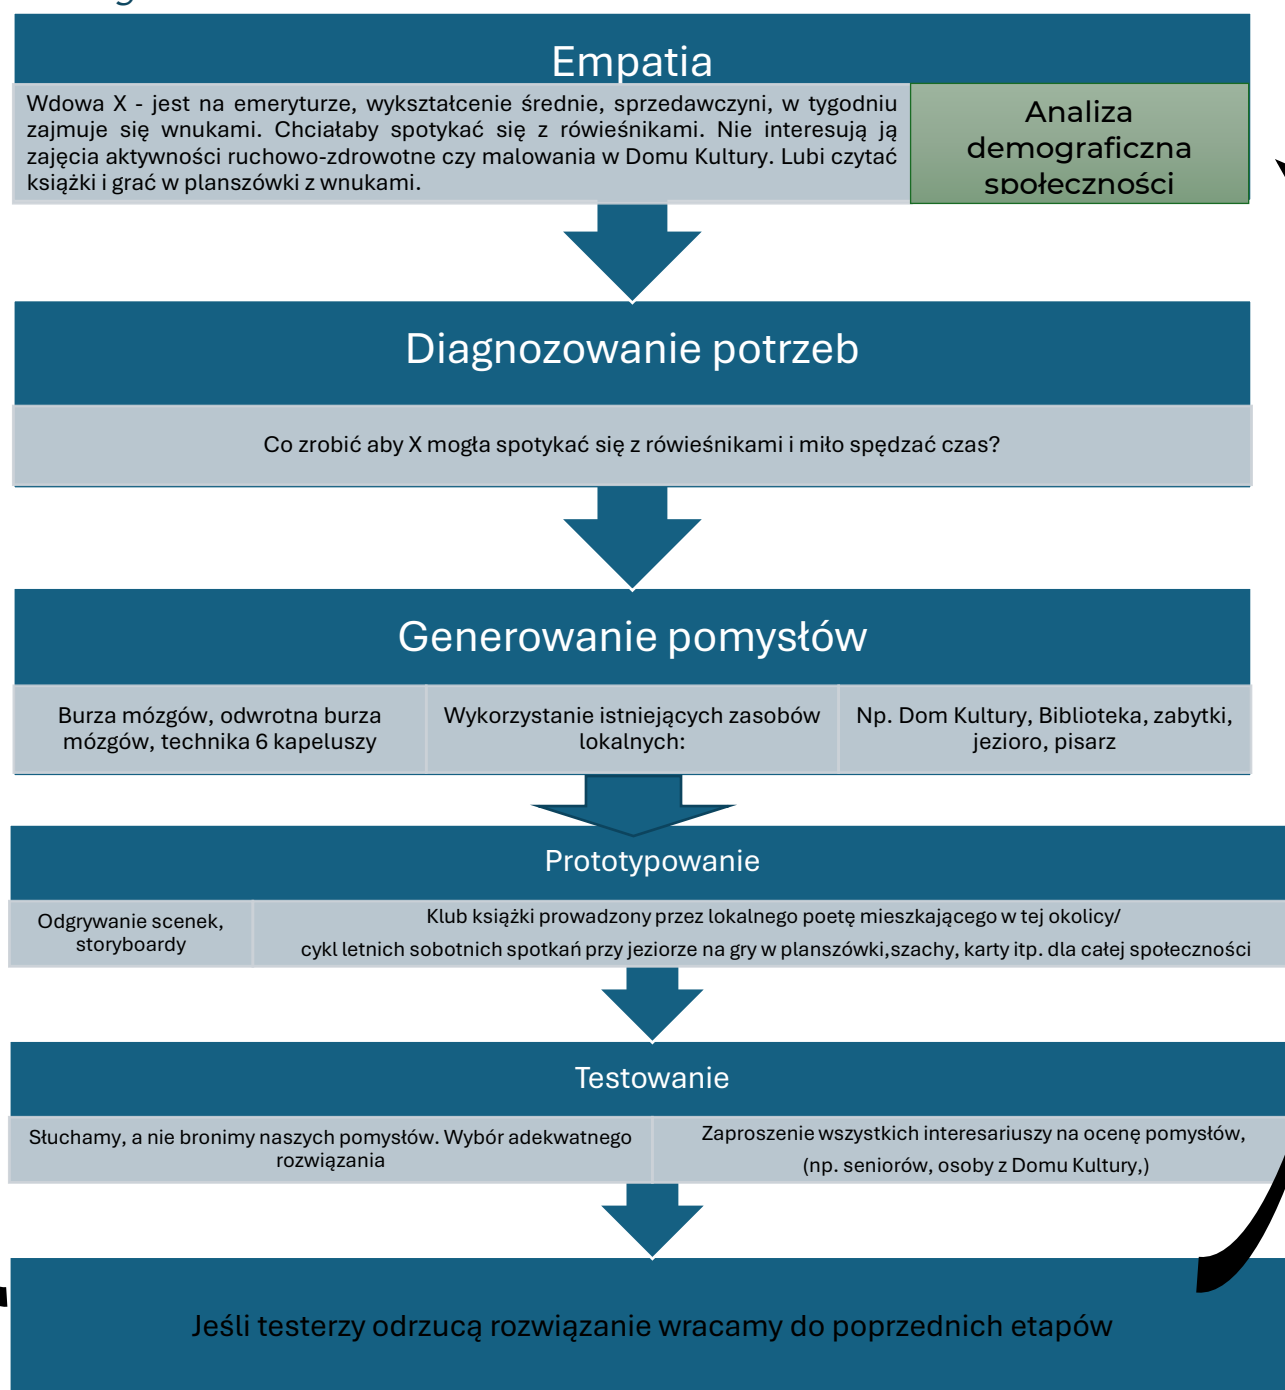 Empatia
Wdowa X - jest na emeryturze, wykształcenie średnie, sprzedawczyni, w tygodniu
zajmuje się wnukami. Chciałaby spotykać się z rówieśnikami. Nie interesują ją
zajęcia aktywności ruchowo-zdrowotne czy malowania w Domu Kultury. Lubi czytać
książki i grać w planszówki z wnukami.
Analiza
demograficzna
społeczności
Diagnozowanie potrzeb
Co zrobić aby X mogła spotykać się z rówieśnikami i miło spędzać czas?
Generowanie pomysłów
Burza mózgów, odwrotna burza
mózgów, technika 6 kapeluszy
Wykorzystanie istniejących zasobów
lokalnych:
Np. Dom Kultury, Biblioteka, zabytki,
jezioro, pisarz
Prototypowanie
Odgrywanie scenek,
storyboardy
Klub książki prowadzony przez lokalnego poetę mieszkającego w tej okolicy/
cykl letnich sobotnich spotkań przy jeziorze na gry w planszówki,szachy, karty itp. dla całej społeczności
Testowanie
Słuchamy, a nie bronimy naszych pomysłów. Wybór adekwatnego
rozwiązania
Zaproszenie wszystkich interesariuszy na ocenę pomysłów,
(np. seniorów, osoby z Domu Kultury,)
Jeśli testerzy odrzucą rozwiązanie wracamy do poprzednich etapów